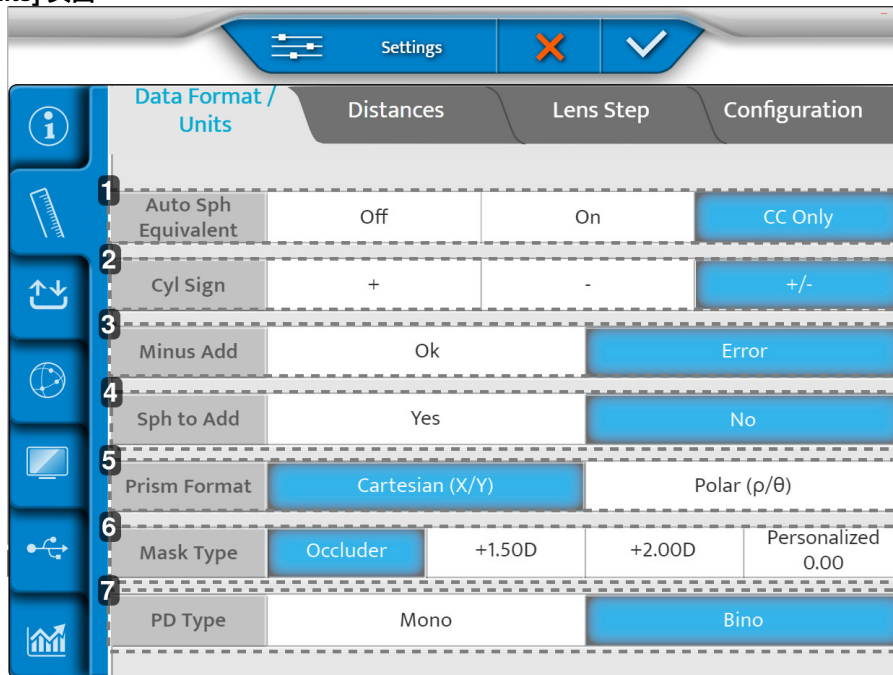 Settings
Data Format /
Units
Distances
Lens Step
Configuration
1
Auto Sph
Equivalent
Off
On
CC Only
2
Cyl Sign
+
-
+/-
3
Minus Add
Ok
Error
4
Sph to Add
Yes
No
5
Prism Format
Cartesian (X/Y)
Polar (ρ/θ)
6
Mask Type
Occluder
+1.50D
+2.00D
Personalized
0.00
7
PD Type
Mono
Bino